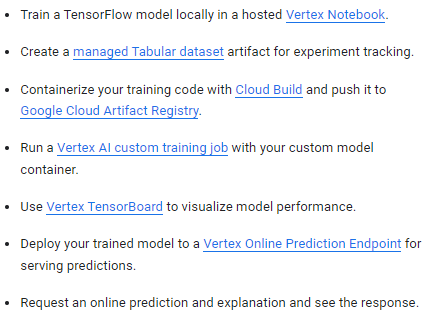 • Train a TensorFlow model locally in a hosted Vertex Notebook.
• Create a managed Tabular dataset artifact for experiment tracking.
• Containerize your training code with Cloud Build and push it to
Google Cloud Artifact Registry.
• Run a Vertex AI custom training job with your custom model
container.
• Use Vertex TensorBoard to visualize model performance.
• Deploy your trained model to a Vertex Online Prediction Endpoint for
serving predictions.
• Request an online prediction and explanation and see the response.